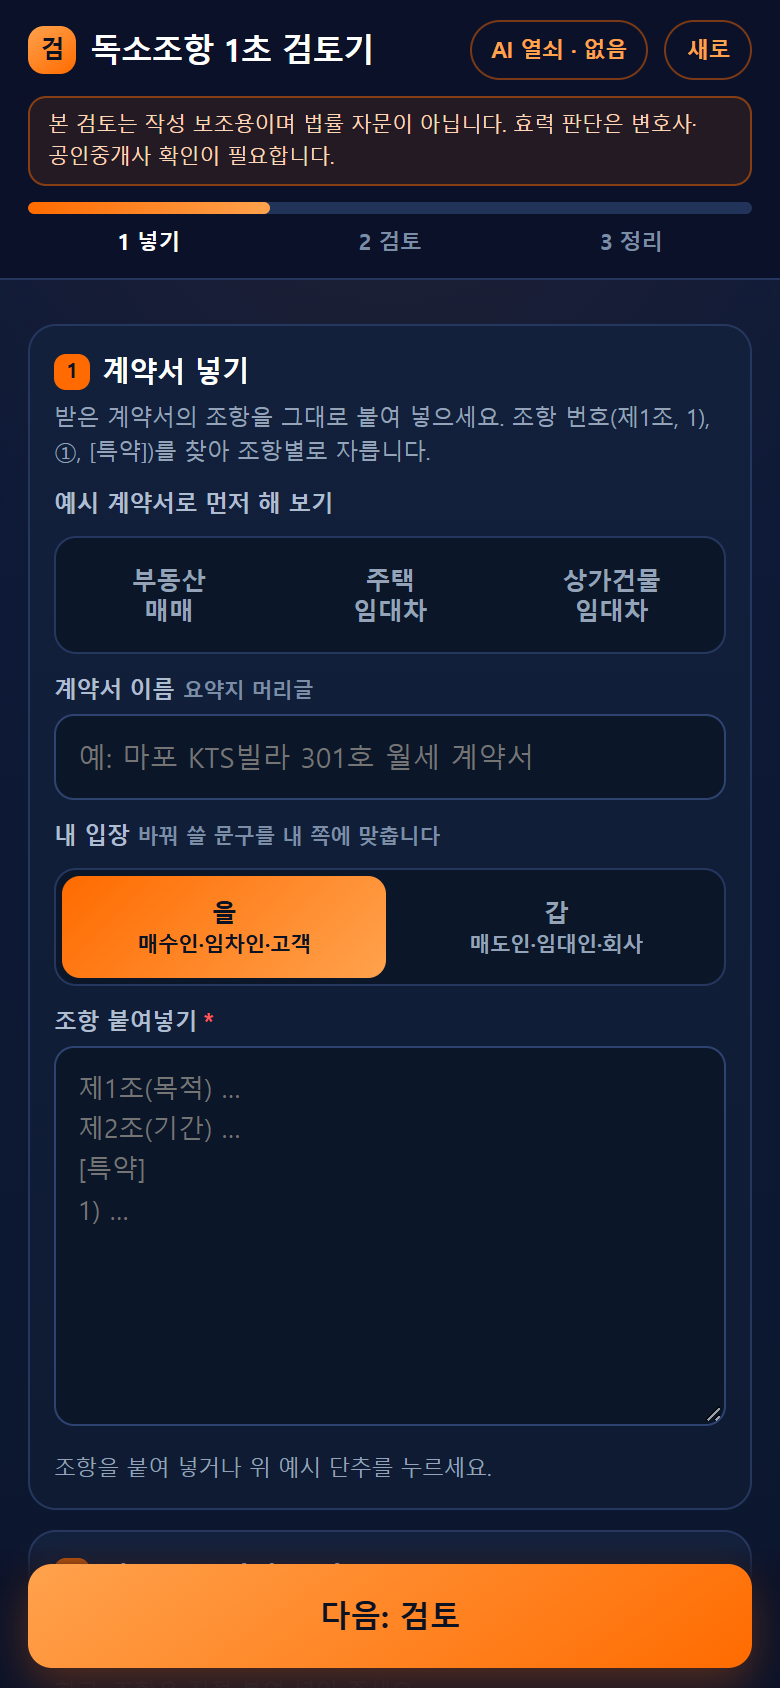 검 독소조항 1초 검토기 AI 열쇠 · 없음 새로
본 검토는 작성 보조용이며 법률 자문이 아닙니다. 효력 판단은 변호사·
공인중개사 확인이 필요합니다.
1 넣기 2 검토 3 정리
1 계약서 넣기
받은 계약서의 조항을 그대로 붙여 넣으세요. 조항 번호(제1조, 1),
①, [특약])를 찾아 조항별로 자릅니다.
예시 계약서로 먼저 해 보기
부동산 주택 상가건물
매매 임대차 임대차
계약서 이름 요약지 머리글
예: 마포 KTS빌라 301호 월세 계약서
내 입장 바꿔 쓸 문구를 내 쪽에 맞춥니다
을 갑
매수인·임차인·고객 매도인·임대인·회사
조항 붙여넣기 *
제1조(목적) ...
제2조(기간) ...
[특약]
1) ...
조항을 붙여 넣거나 위 예시 단추를 누르세요.
다음: 검토